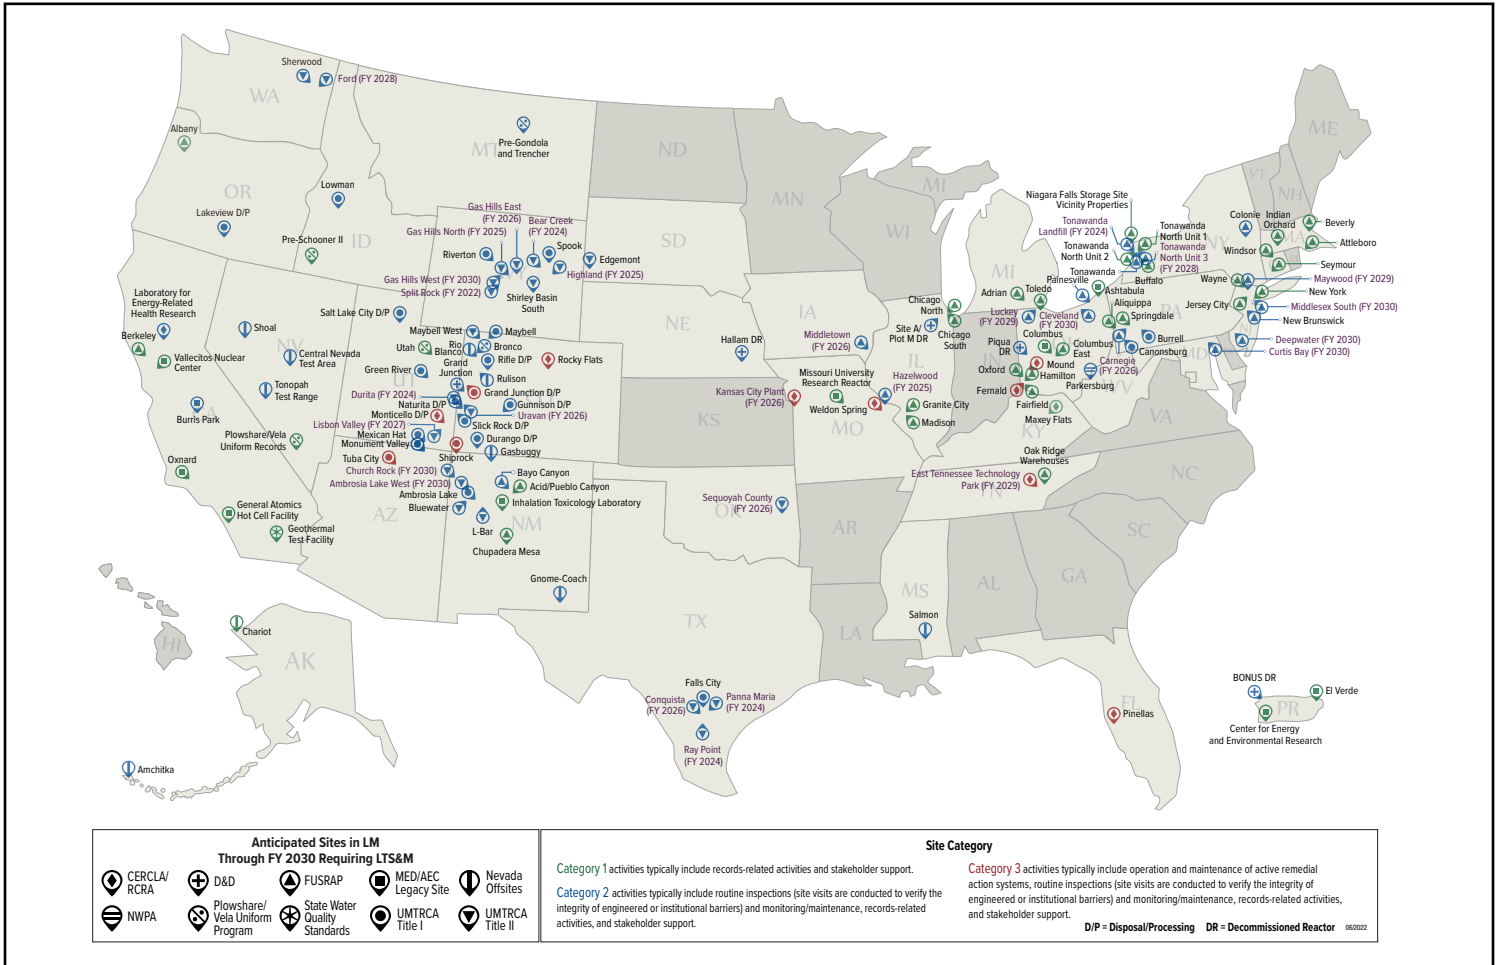 Sherwood
Ford (FY 2028)
WA
Albany
OR
Lakeview D/P
Lowman
Pre-Schooner II
ID
MT
Pre-Gondola
and Trencher
ND
SD
NE
KS
MN
WI
IA
IL
MO
MI
MI
IN
KY
TN
OK
AR
LA
MS
AL
GA
SC
NC
VA
WV
PA
NY
VT
NH
ME
MA
MD
NJ
FL
TX
NM
AZ
UT
NV
AK
HI
PR
Gas Hills East
(FY 2026)
Gas Hills North (FY 2025)
Bear Creek
(FY 2024)
Riverton
Spook
Edgemont
Highland (FY 2025)
Gas Hills West (FY 2030)
Split Rock (FY 2022)
Shirley Basin
South
Laboratory for
Energy-Related
Health Research
Berkeley
Vallecitos Nuclear
Center
Shoal
Central Nevada
Test Area
Tonopah
Test Range
Burris Park
Plowshare/Vela
Uniform Records
Oxnard
General Atomics
Hot Cell Facility
Geothermal
Test Facility
Salt Lake City D/P
Maybell West
Maybell
Utah
Rio
Blanco
Bronco
Rifle D/P
Rocky Flats
Green River
Grand
Junction
Rulison
Durita (FY 2024)
Grand Junction D/P
Naturita D/P
Gunnison D/P
Monticello D/P
Uravan (FY 2026)
Lisbon Valley (FY 2027)
Slick Rock D/P
Mexican Hat
Durango D/P
Monument Valley
Gasbuggy
Tuba City
Shiprock
Church Rock (FY 2030)
Bayo Canyon
Ambrosia Lake West (FY 2030)
Acid/Pueblo Canyon
Ambrosia Lake
Inhalation Toxicology Laboratory
Bluewater
L-Bar
Chupadera Mesa
Gnome-Coach
Hallam DR
Kansas City Plant
(FY 2026)
Missouri University
Research Reactor
Weldon Spring
Middletown
(FY 2026)
Hazelwood
(FY 2025)
Granite City
Madison
Chicago
North
Site A/
Plot M DR
Chicago
South
Sequoyah County
(FY 2026)
Falls City
Conquista
(FY 2026)
Panna Maria
(FY 2024)
Ray Point
(FY 2024)
Salmon
Pinellas
Oak Ridge
Warehouses
East Tennessee Technology
Park (FY 2029)
Adrian
Toledo
Luckey
(FY 2029)
Cleveland
(FY 2030)
Painesville
Ashtabula
Aliquippa
Springdale
Columbus
Columbus
East
Piqua
DR
Oxford
Mound
Hamilton
Fernald
Fairfield
Maxey Flats
Parkersburg
Carnegie
(FY 2026)
Burrell
Canonsburg
Niagara Falls Storage Site
Vicinity Properties
Tonawanda
Landfill (FY 2024)
Tonawanda
North Unit 1
Tonawanda
North Unit 2
Tonawanda
North Unit 3
(FY 2028)
Tonawanda
Buffalo
Colonie
Indian
Orchard
Beverly
Attleboro
Windsor
Seymour
Wayne
Maywood (FY 2029)
New York
Jersey City
Middlesex South (FY 2030)
New Brunswick
Deepwater (FY 2030)
Curtis Bay (FY 2030)
Chariot
Amchitka
BONUS DR
El Verde
Center for Energy
and Environmental Research
Anticipated Sites in LM
Through FY 2030 Requiring LTS&M
CERCLA/
RCRA
D&D
FUSRAP
MED/AEC
Legacy Site
Nevada
Offsites
NWPA
Plowshare/
Vela Uniform
Program
State Water
Quality
Standards
UMTRCA
Title I
UMTRCA
Title II
Site Category
Category 1 activities typically include records-related activities and stakeholder support.
Category 2 activities typically include routine inspections (site visits are conducted to verify the
integrity of engineered or institutional barriers) and monitoring/maintenance, records-related
activities, and stakeholder support.
Category 3 activities typically include operation and maintenance of active remedial
action systems, routine inspections (site visits are conducted to verify the integrity of
engineered or institutional barriers) and monitoring/maintenance, records-related activities,
and stakeholder support.
D/P = Disposal/Processing DR = Decommissioned Reactor 06/2022